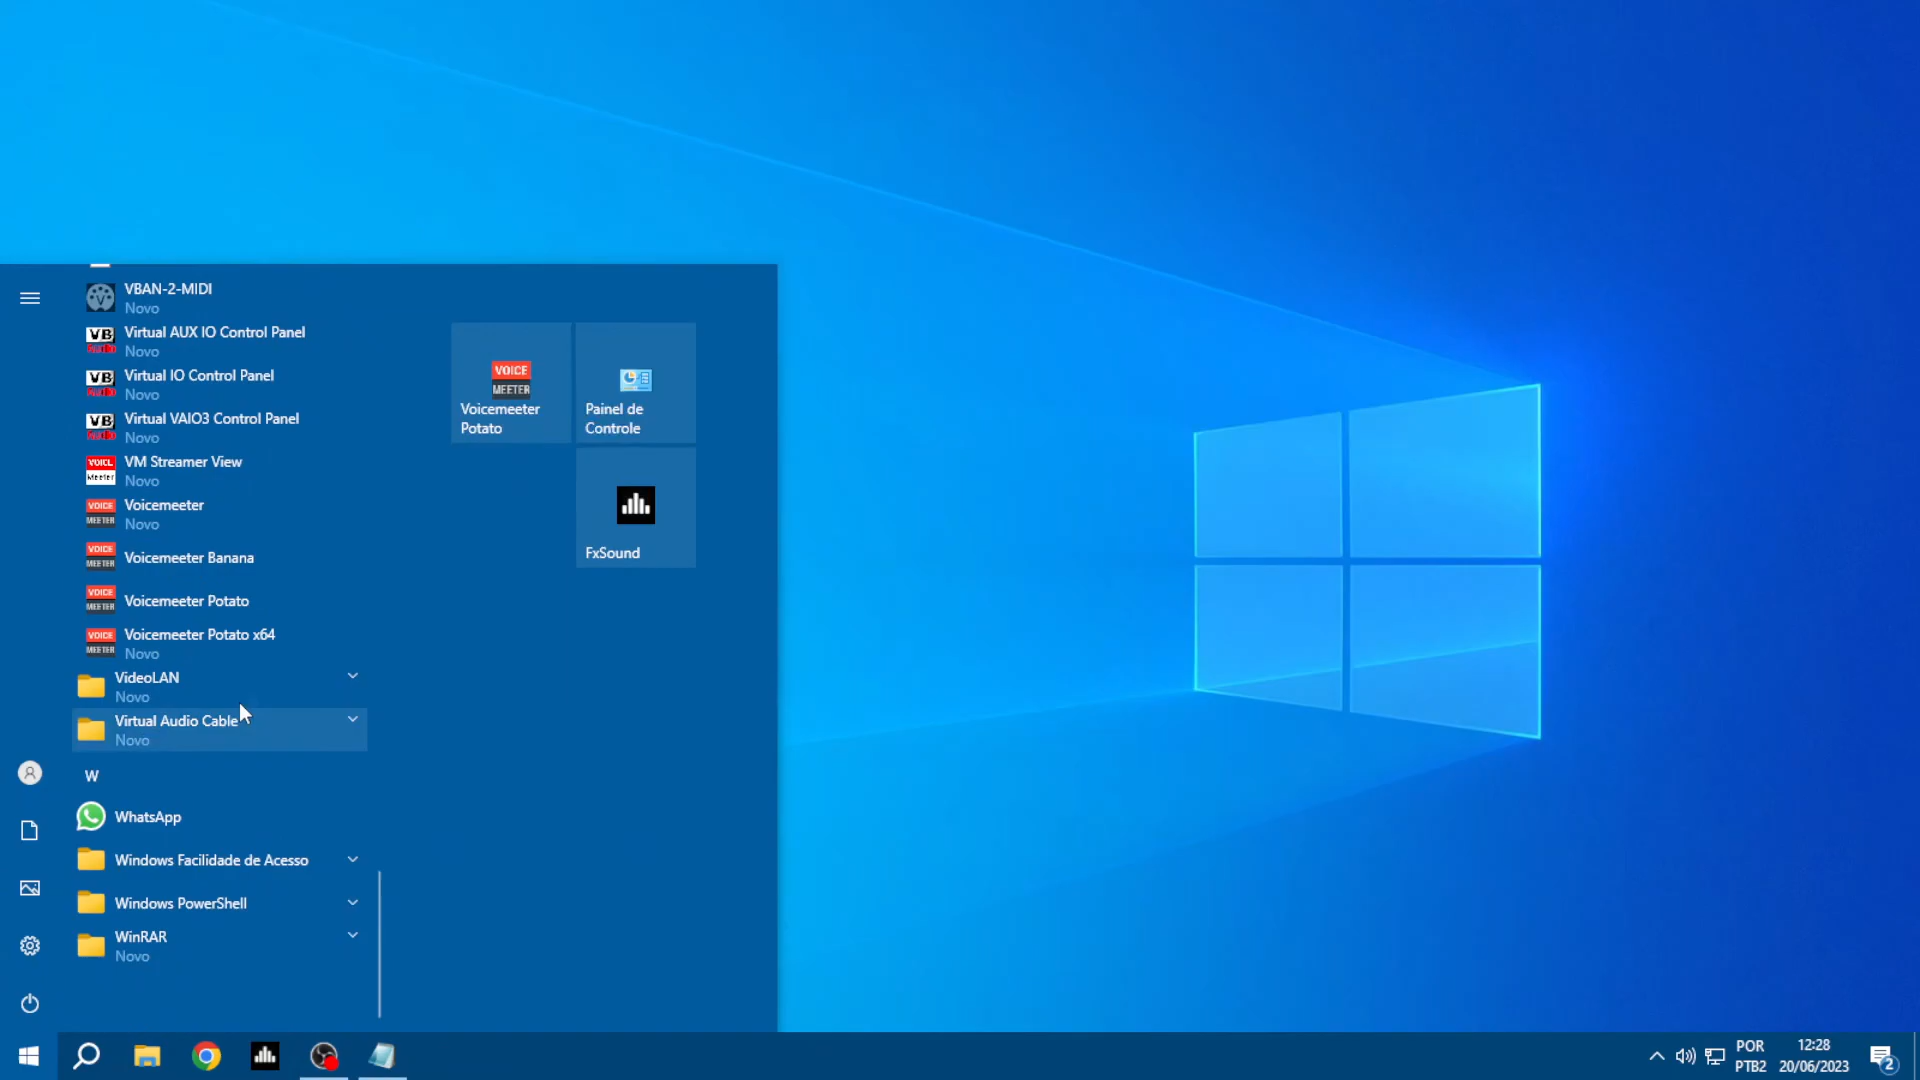 VBAN-2-MIDI
Novo
Virtual AUX IO Control Panel
Novo
Virtual IO Control Panel
Novo
Virtual VAIO3 Control Panel
Novo
VM Streamer View
Novo
Voicemeeter
Novo
Voicemeeter Banana
Voicemeeter Potato
Voicemeeter Potato x64
Novo
VideoLAN
Novo
Virtual Audio Cable
Novo
W
WhatsApp
Windows Facilidade de Acesso
Windows PowerShell
WinRAR
Novo
VOICE
MEETER
Voicemeeter
Potato
Painel de
Controle
FxSound
POR
PTB2
12:28
20/06/2023
2